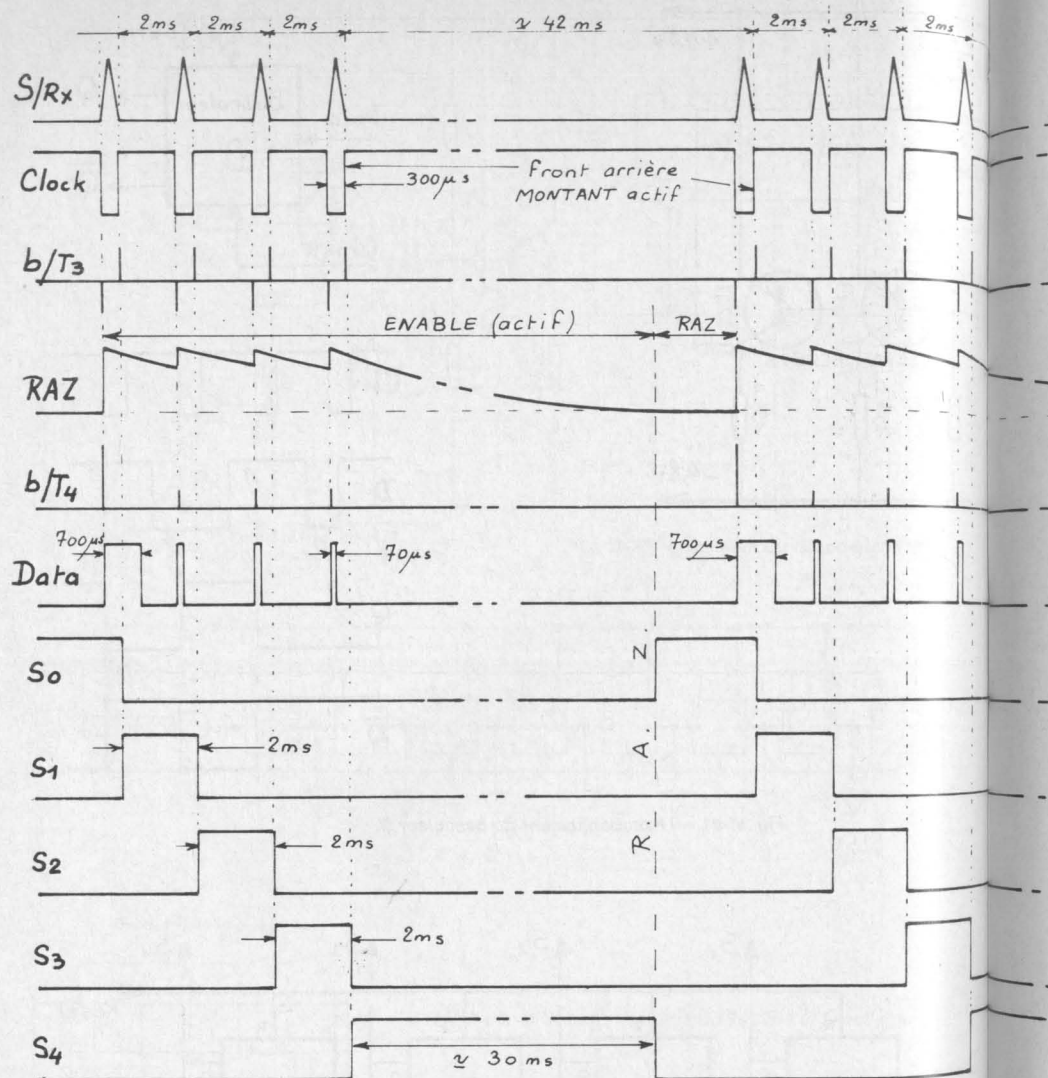 2ms 2ms 2ms ≃ 42 ms 2ms 2ms 2ms
S/Rx
Clock
300µs
Front arrière
MONTANT actif
b/T3
ENABLE (actif) RAZ
RAZ
b/T4
700µs 70µs 700µs
Data
S0
S1 2ms
S2 2ms
S3 2ms
S4 ≃ 30 ms
RAZ